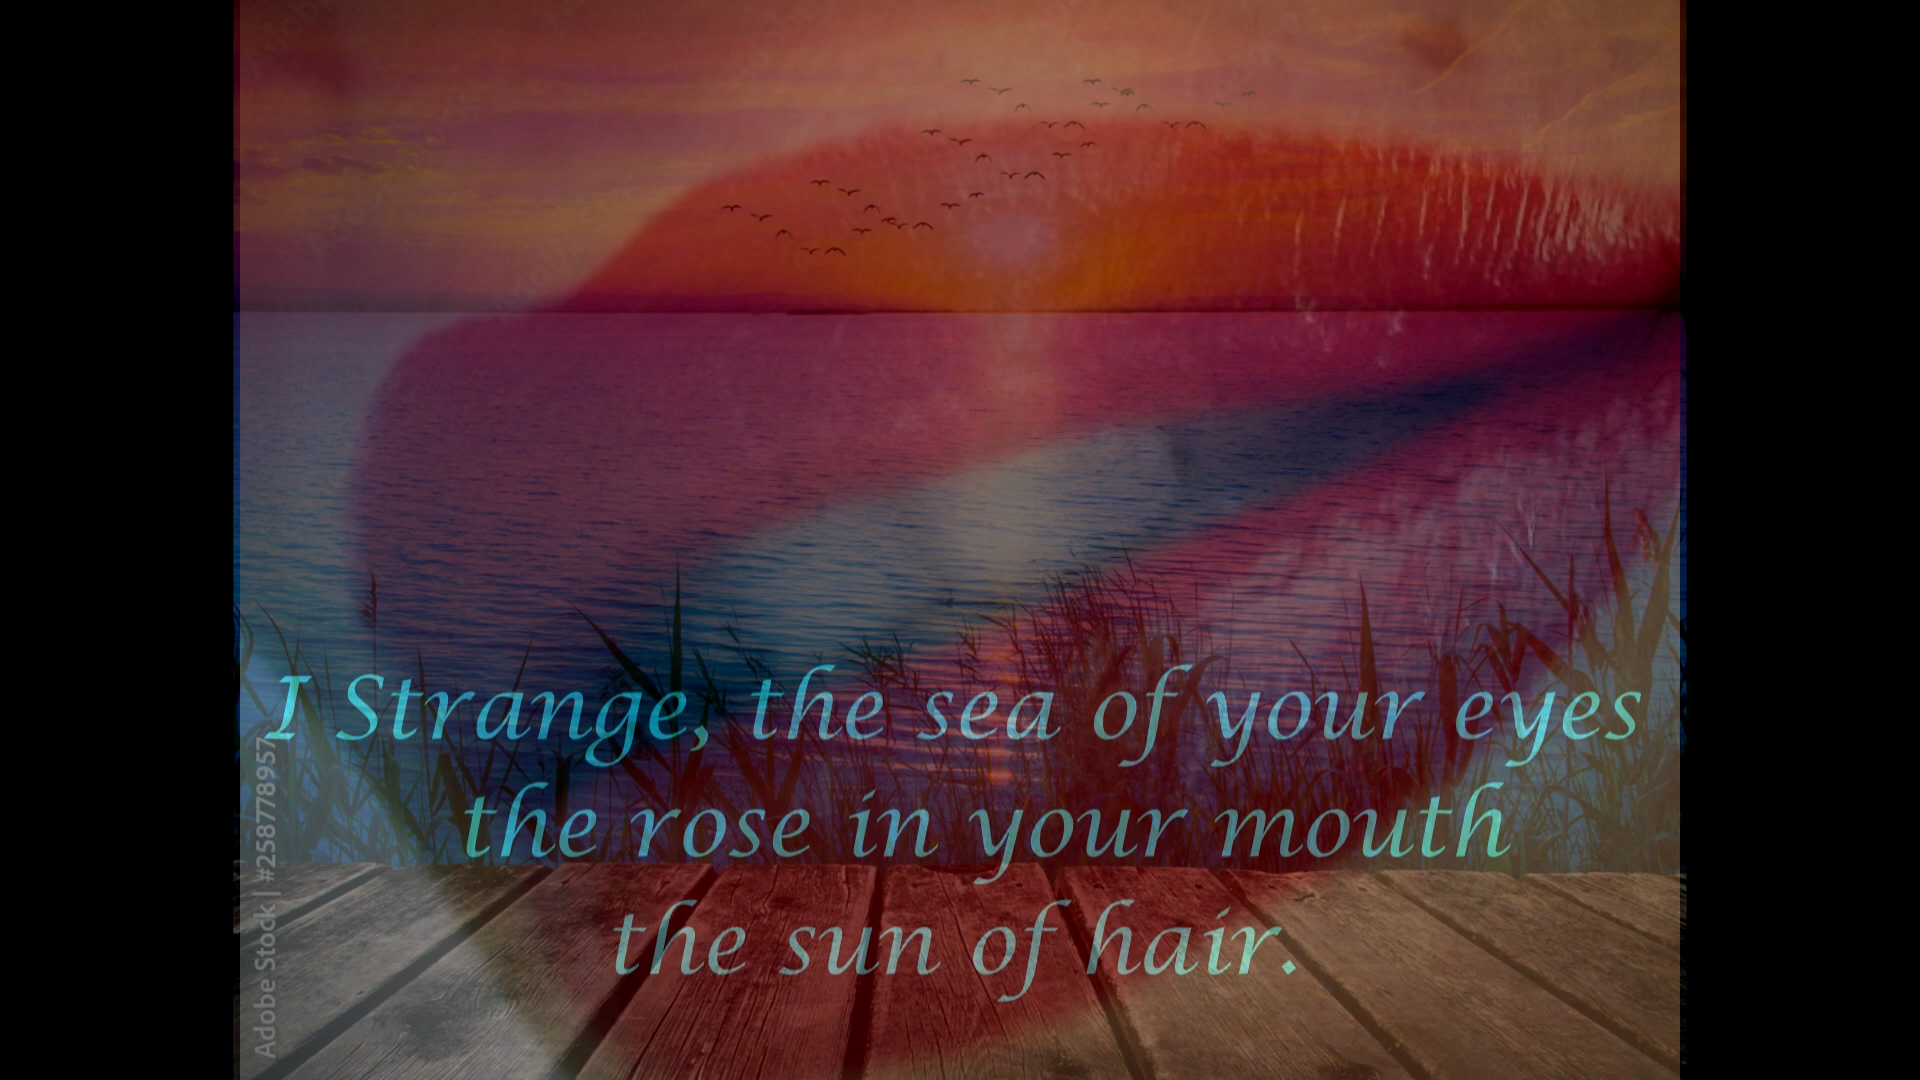 I Strange, the sea of your eyes
the rose in your mouth
the sun of hair.
Adobe Stock | #258778957